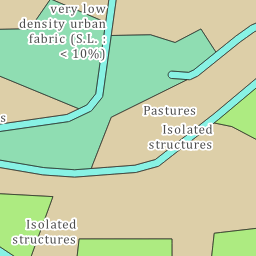 very low
density urban
fabric (S.L. :
< 10%)
s
Pastures
Isolated
structures
Isolated
structures